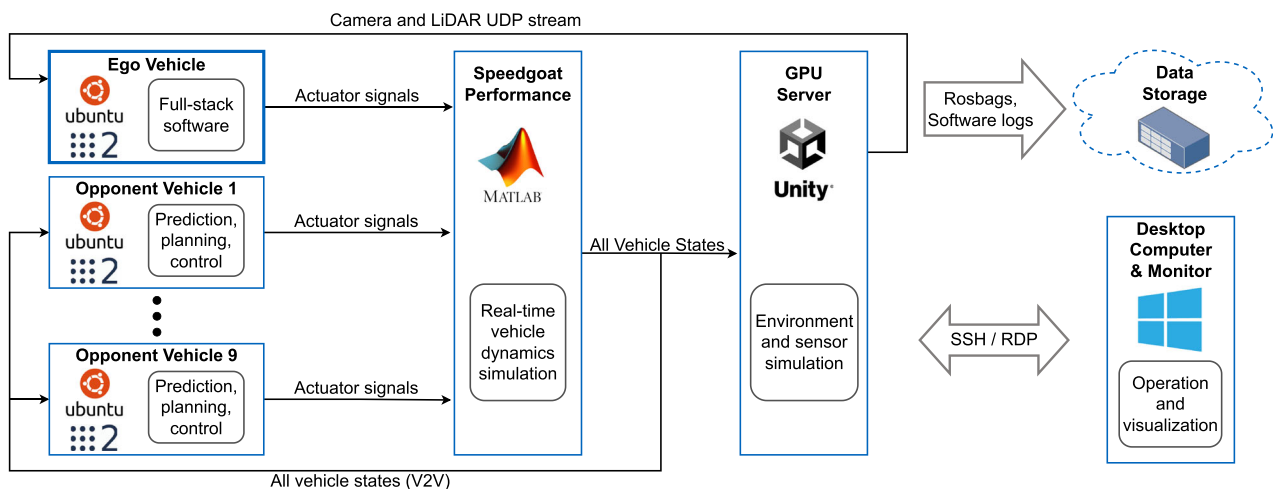 Camera and LiDAR UDP stream
Ego Vehicle
ubuntu
2
Full-stack
software
Actuator signals
Opponent Vehicle 1
ubuntu
2
Prediction,
planning,
control
Actuator signals
Opponent Vehicle 9
ubuntu
2
Prediction,
planning,
control
Actuator signals
Speedgoat
Performance
MATLAB
Real-time
vehicle
dynamics
simulation
All Vehicle States
All vehicle states (V2V)
GPU
Server
Unity
Environment
and sensor
simulation
Rosbags,
Software logs
Data
Storage
SSH / RDP
Desktop
Computer
& Monitor
Operation
and
visualization